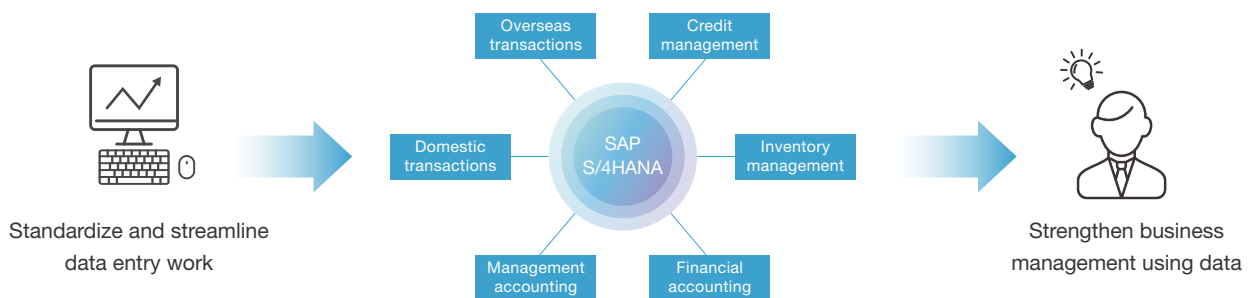 Standardize and streamline
data entry work
Overseas
transactions
Credit
management
Domestic
transactions
SAP
S/4HANA
Inventory
management
Management
accounting
Financial
accounting
Strengthen business
management using data